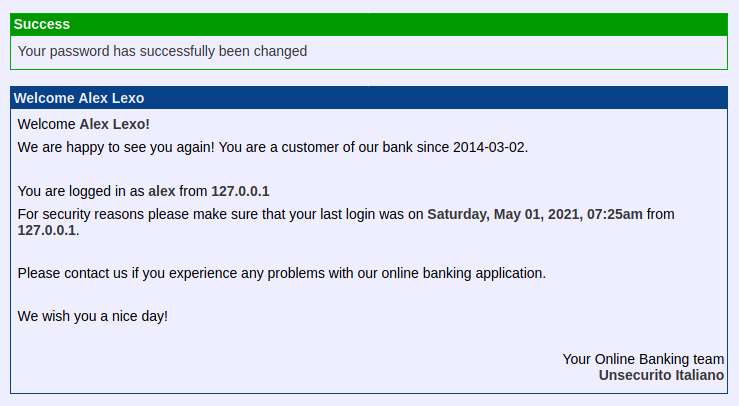 Success
Your password has successfully been changed
Welcome Alex Lexo
Welcome Alex Lexo!
We are happy to see you again! You are a customer of our bank since 2014-03-02.
You are logged in as alex from 127.0.0.1
For security reasons please make sure that your last login was on Saturday, May 01, 2021, 07:25am from
127.0.0.1.
Please contact us if you experience any problems with our online banking application.
We wish you a nice day!
Your Online Banking team
Unsecurito Italiano